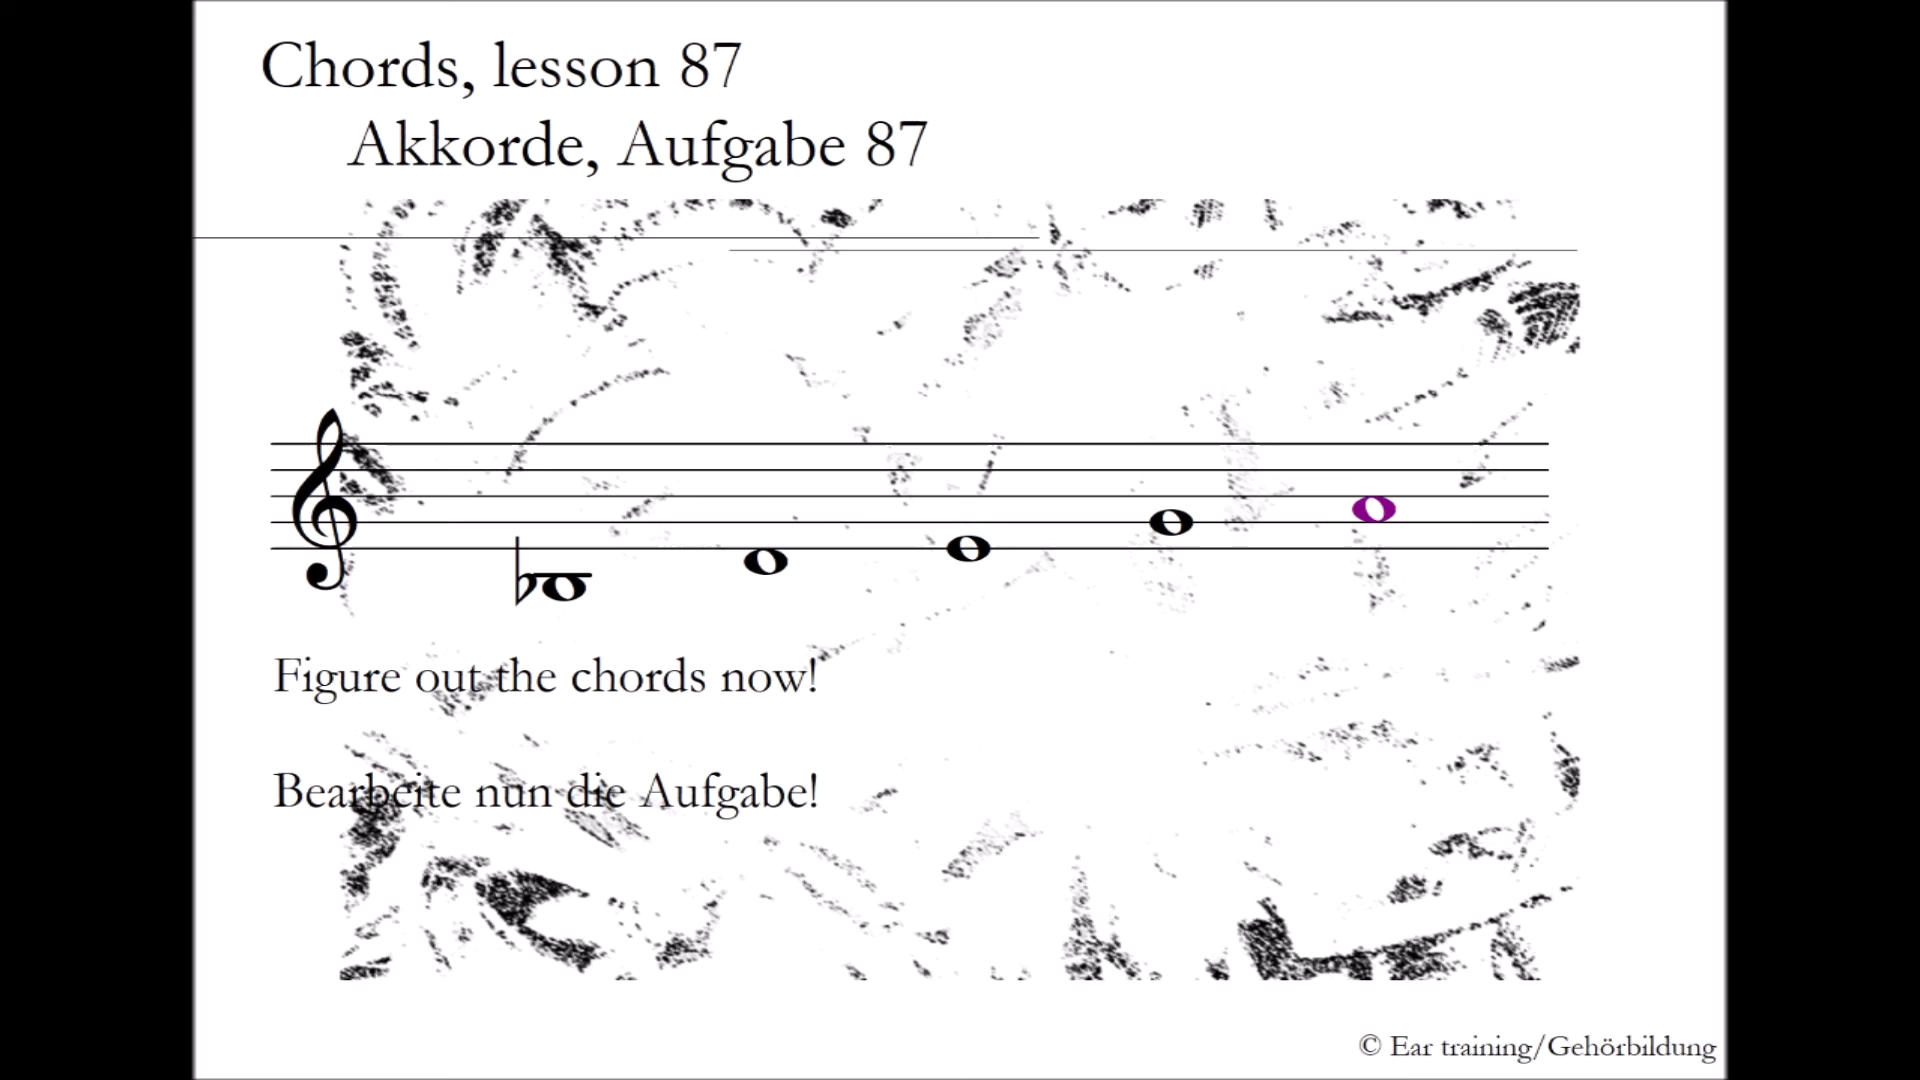 Chords, lesson 87
Akkorde, Aufgabe 87
Figure out the chords now!
Bearbeite nun die Aufgabe!
© Ear training/Gehörbildung